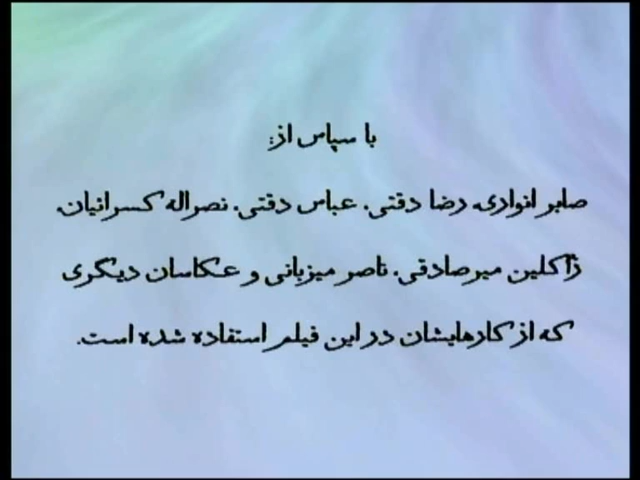 با سپاس از:
صابر انواری، رضا دقتی، عباس دقتی، نصراله کسرائیان،
ژاکلین میرصادقی، ناصر میزبانی و عکاسان دیگری
که از کارهایشان در این فیلم استفاده شده است.